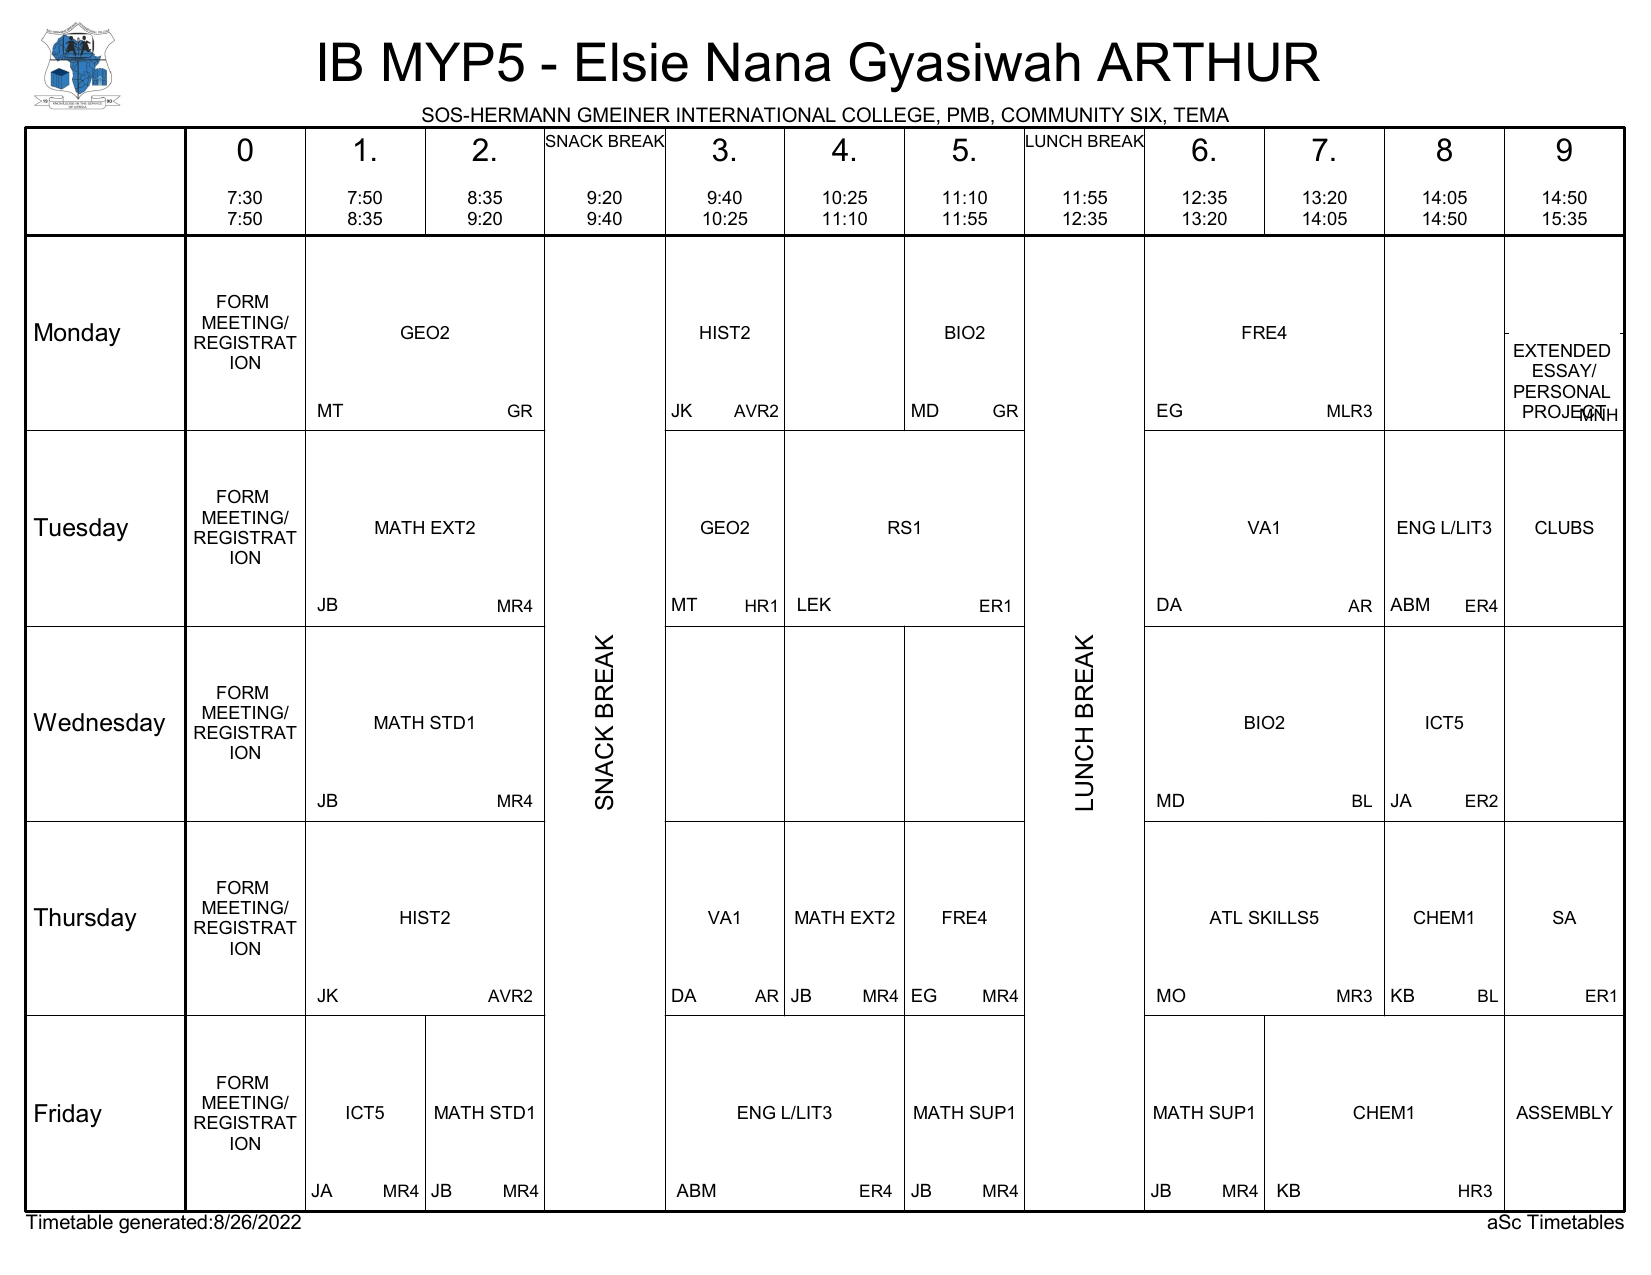 IB MYP5 - Elsie Nana Gyasiwah ARTHUR
SOS-HERMANN GMEINER INTERNATIONAL COLLEGE, PMB, COMMUNITY SIX, TEMA
0 1. 2. SNACK BREAK 3. 4. 5. LUNCH BREAK 6. 7. 8 9
7:30 7:50 8:35 9:20 9:40 10:25 11:10 11:55 12:35 13:20 14:05 14:50
7:50 8:35 9:20 9:40 10:25 11:10 11:55 12:35 13:20 14:05 14:50 15:35
Monday
FORM
MEETING/
REGISTRAT
ION
GEO2
MT GR
HIST2
JK AVR2
BIO2
MD GR
FRE4
EG MLR3
EXTENDED
ESSAY/
PERSONAL
PROJECT
MNH
Tuesday
FORM
MEETING/
REGISTRAT
ION
MATH EXT2
JB MR4
GEO2
MT HR1
RS1
LEK ER1
VA1
DA AR
ENG L/LIT3
ABM ER4
CLUBS
Wednesday
FORM
MEETING/
REGISTRAT
ION
MATH STD1
JB MR4
SNACK BREAK
LUNCH BREAK
BIO2
MD BL
ICT5
JA ER2
Thursday
FORM
MEETING/
REGISTRAT
ION
HIST2
JK AVR2
VA1
DA AR
MATH EXT2
JB MR4
FRE4
EG MR4
ATL SKILLS5
MO MR3
CHEM1
KB BL
SA
ER1
Friday
FORM
MEETING/
REGISTRAT
ION
ICT5
JA MR4
MATH STD1
JB MR4
ENG L/LIT3
ABM ER4
MATH SUP1
JB MR4
MATH SUP1
JB MR4
CHEM1
KB HR3
ASSEMBLY
Timetable generated:8/26/2022
aSc Timetables